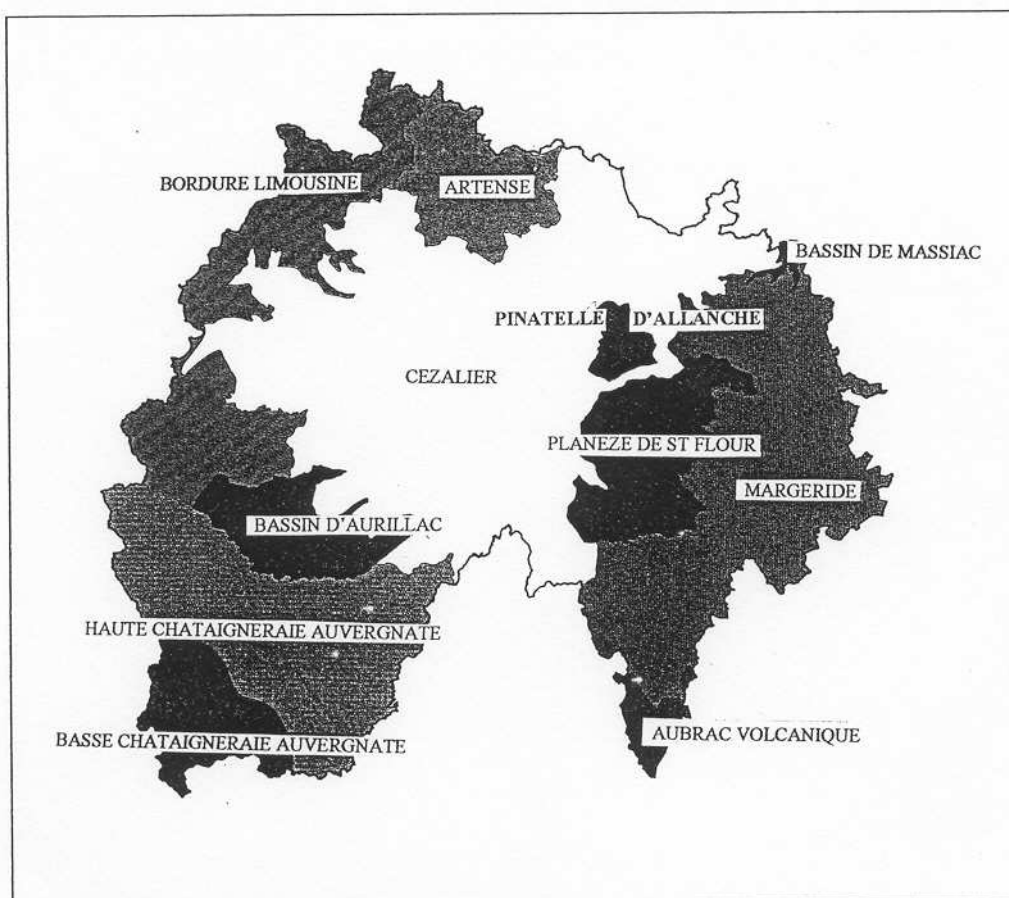 BORDURE LIMOUSINE
ARTENSE
BASSIN DE MASSIAC
PINATELLE D'ALLANCHE
CEZALIER
PLANEZE DE ST FLOUR
MARGERIDE
BASSIN D'AURILLAC
HAUTE CHATAIGNERAIE AUVERGNATE
BASSE CHATAIGNERAIE AUVERGNATE
AUBRAC VOLCANIQUE